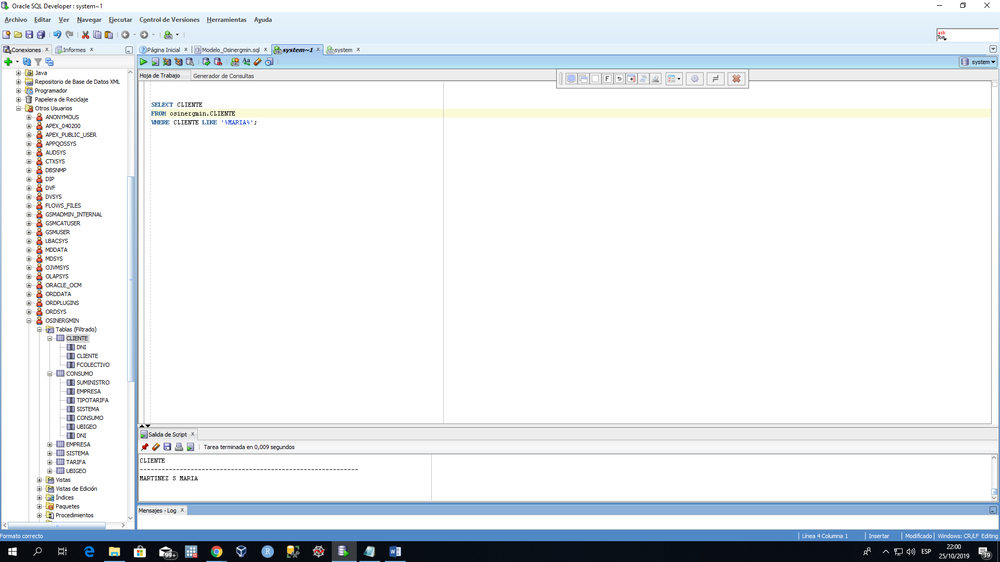 Oracle SQL Developer : system~1
Archivo Editar Ver Navegar Ejecutar Control de Versiones Herramientas Ayuda
ask
Tom
Conexiones x Informes x
Página Inicial x Modelo_Osinergmin.sql x system~1 x system x
system
Hoja de Trabajo Generador de Consultas
F
Java
Repositorio de Base de Datos XML
Programador
Papelera de Reciclaje
Otros Usuarios
ANONYMOUS
APEX_040200
APEX_PUBLIC_USER
APPQOSSYS
AUDSYS
CTXSYS
DBSNMP
DIP
DVF
DVSYS
FLOWS_FILES
GSMADMIN_INTERNAL
GSMCATUSER
GSMUSER
LBACSYS
MDDATA
MDSYS
OJVMSYS
OLAPSYS
ORACLE_OCM
ORDDATA
ORDPLUGINS
ORDSYS
OSINERGMIN
Tablas (Filtrado)
CLIENTE
DNI
CLIENTE
FCOLECTIVO
CONSUMO
SUMINISTRO
EMPRESA
TIPOTARIFA
SISTEMA
CONSUMO
UBIGEO
DNI
EMPRESA
SISTEMA
TARIFA
UBIGEO
Vistas
Vistas de Edición
Índices
Paquetes
Procedimientos
SELECT CLIENTE
FROM osinergmin.CLIENTE
WHERE CLIENTE LIKE '%MARIA%';
Salida de Script x
Tarea terminada en 0,009 segundos
CLIENTE
------------------------------------------------------------
MARTINEZ S MARIA
Mensajes - Log x
Formato correcto
Línea 4 Columna 1 Insertar Modificado Windows: CR/LF Editing
99+
13
R
W
ESP
22:00
25/10/2019
39